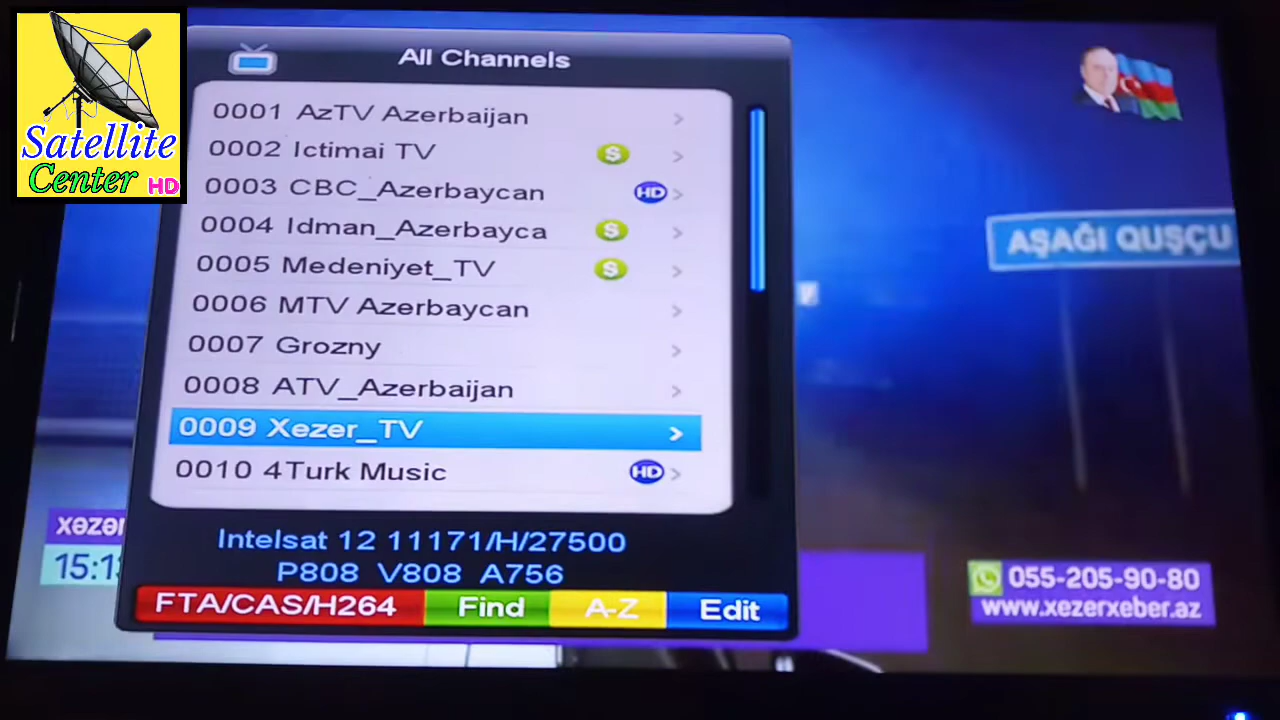 Satellite
Center HD
All Channels
0001 AzTV Azerbaijan
0002 Ictimai TV $
0003 CBC_Azerbaycan HD
0004 Idman_Azerbayca $
0005 Medeniyet_TV $
0006 MTV Azerbaycan
0007 Grozny
0008 ATV_Azerbaijan
0009 Xezer_TV
0010 4Turk Music HD
Intelsat 12 11171/H/27500
P808 V808 A756
FTA/CAS/H264 Find A-Z Edit
AŞAĞI QUŞÇU
055-205-90-80
www.xezerxeber.az